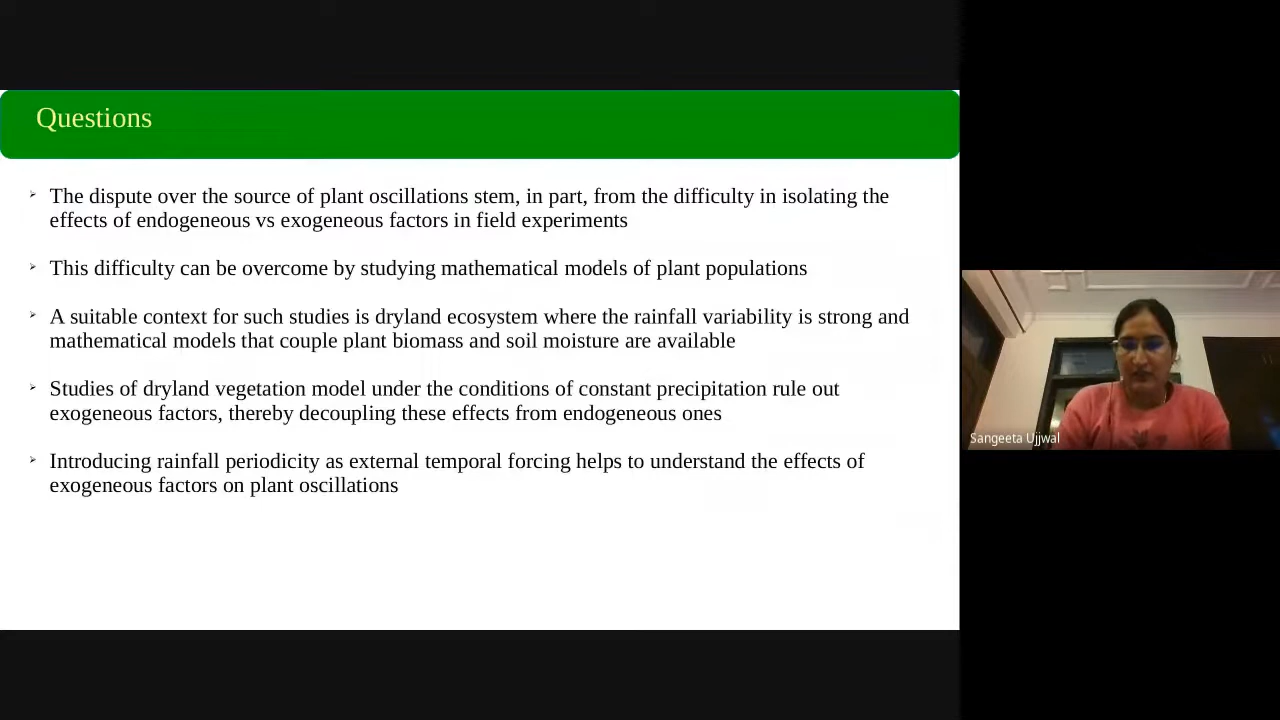 Questions
The dispute over the source of plant oscillations stem, in part, from the difficulty in isolating the
effects of endogeneous vs exogeneous factors in field experiments
This difficulty can be overcome by studying mathematical models of plant populations
A suitable context for such studies is dryland ecosystem where the rainfall variability is strong and
mathematical models that couple plant biomass and soil moisture are available
Studies of dryland vegetation model under the conditions of constant precipitation rule out
exogeneous factors, thereby decoupling these effects from endogeneous ones
Introducing rainfall periodicity as external temporal forcing helps to understand the effects of
exogeneous factors on plant oscillations
Sangeeta Ujjwal